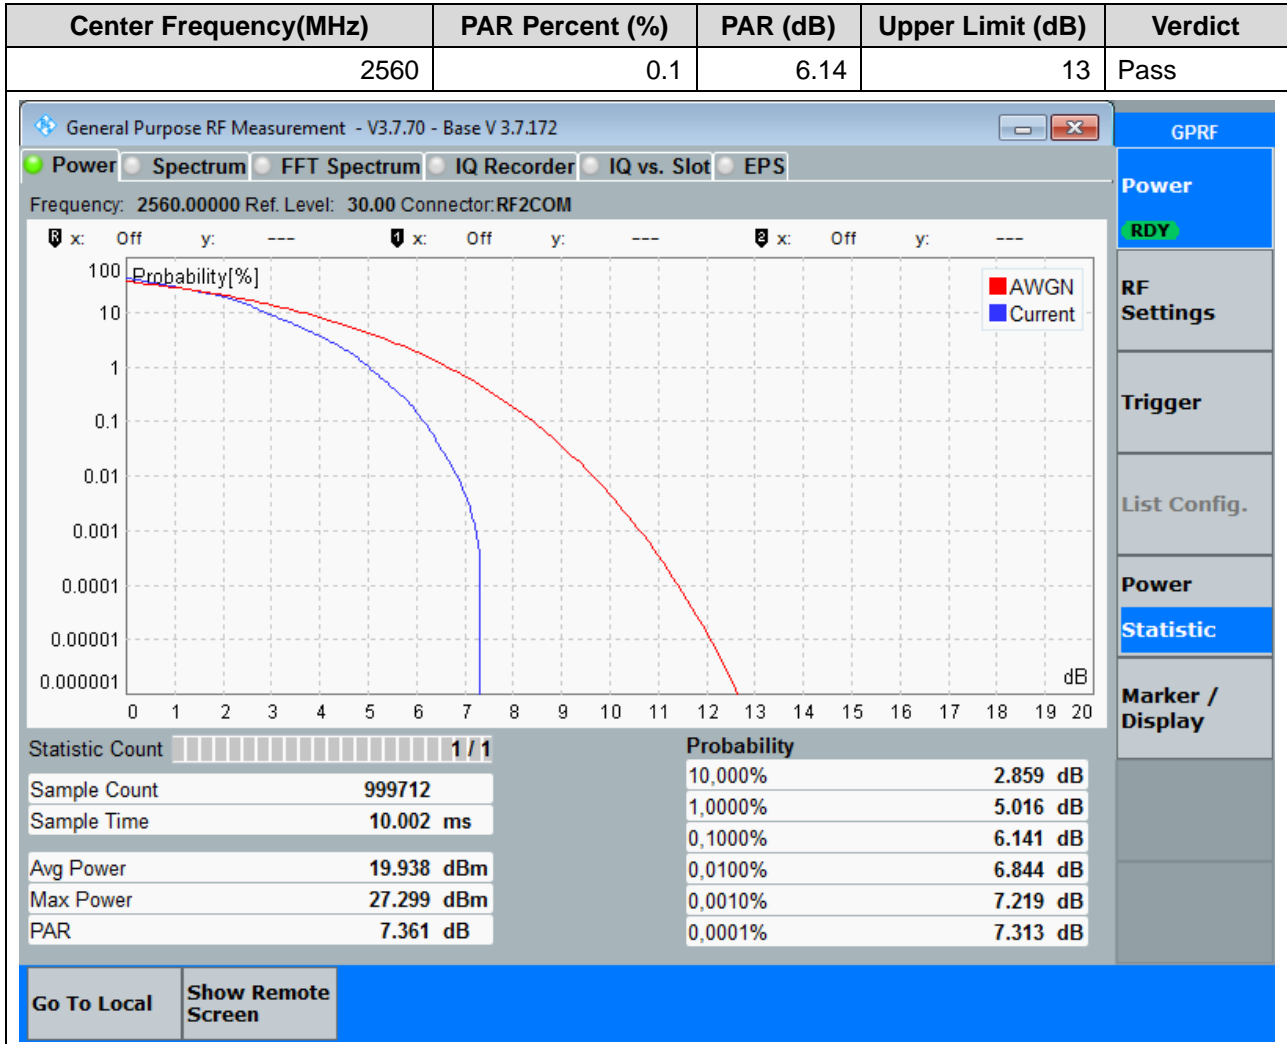 Center Frequency(MHz) PAR Percent (%) PAR (dB) Upper Limit (dB) Verdict
2560 0.1 6.14 13 Pass
General Purpose RF Measurement - V3.7.70 - Base V 3.7.172
GPRF
Power Spectrum FFT Spectrum IQ Recorder IQ vs. Slot EPS
Frequency: 2560.00000 Ref. Level: 30.00 Connector:RF2COM
R x: Off y: --- 1 x: Off y: --- 2 x: Off y: ---
Probability[%]
100
10
1
0.1
0.01
0.001
0.0001
0.00001
0.000001
AWGN
Current
dB
0 1 2 3 4 5 6 7 8 9 10 11 12 13 14 15 16 17 18 19 20
Statistic Count 1 / 1
Sample Count 999712
Sample Time 10.002 ms
Avg Power 19.938 dBm
Max Power 27.299 dBm
PAR 7.361 dB
Probability
10,000% 2.859 dB
1,0000% 5.016 dB
0,1000% 6.141 dB
0,0100% 6.844 dB
0,0010% 7.219 dB
0,0001% 7.313 dB
Power
RDY
RF
Settings
Trigger
List Config.
Power
Statistic
Marker /
Display
Go To Local
Show Remote
Screen